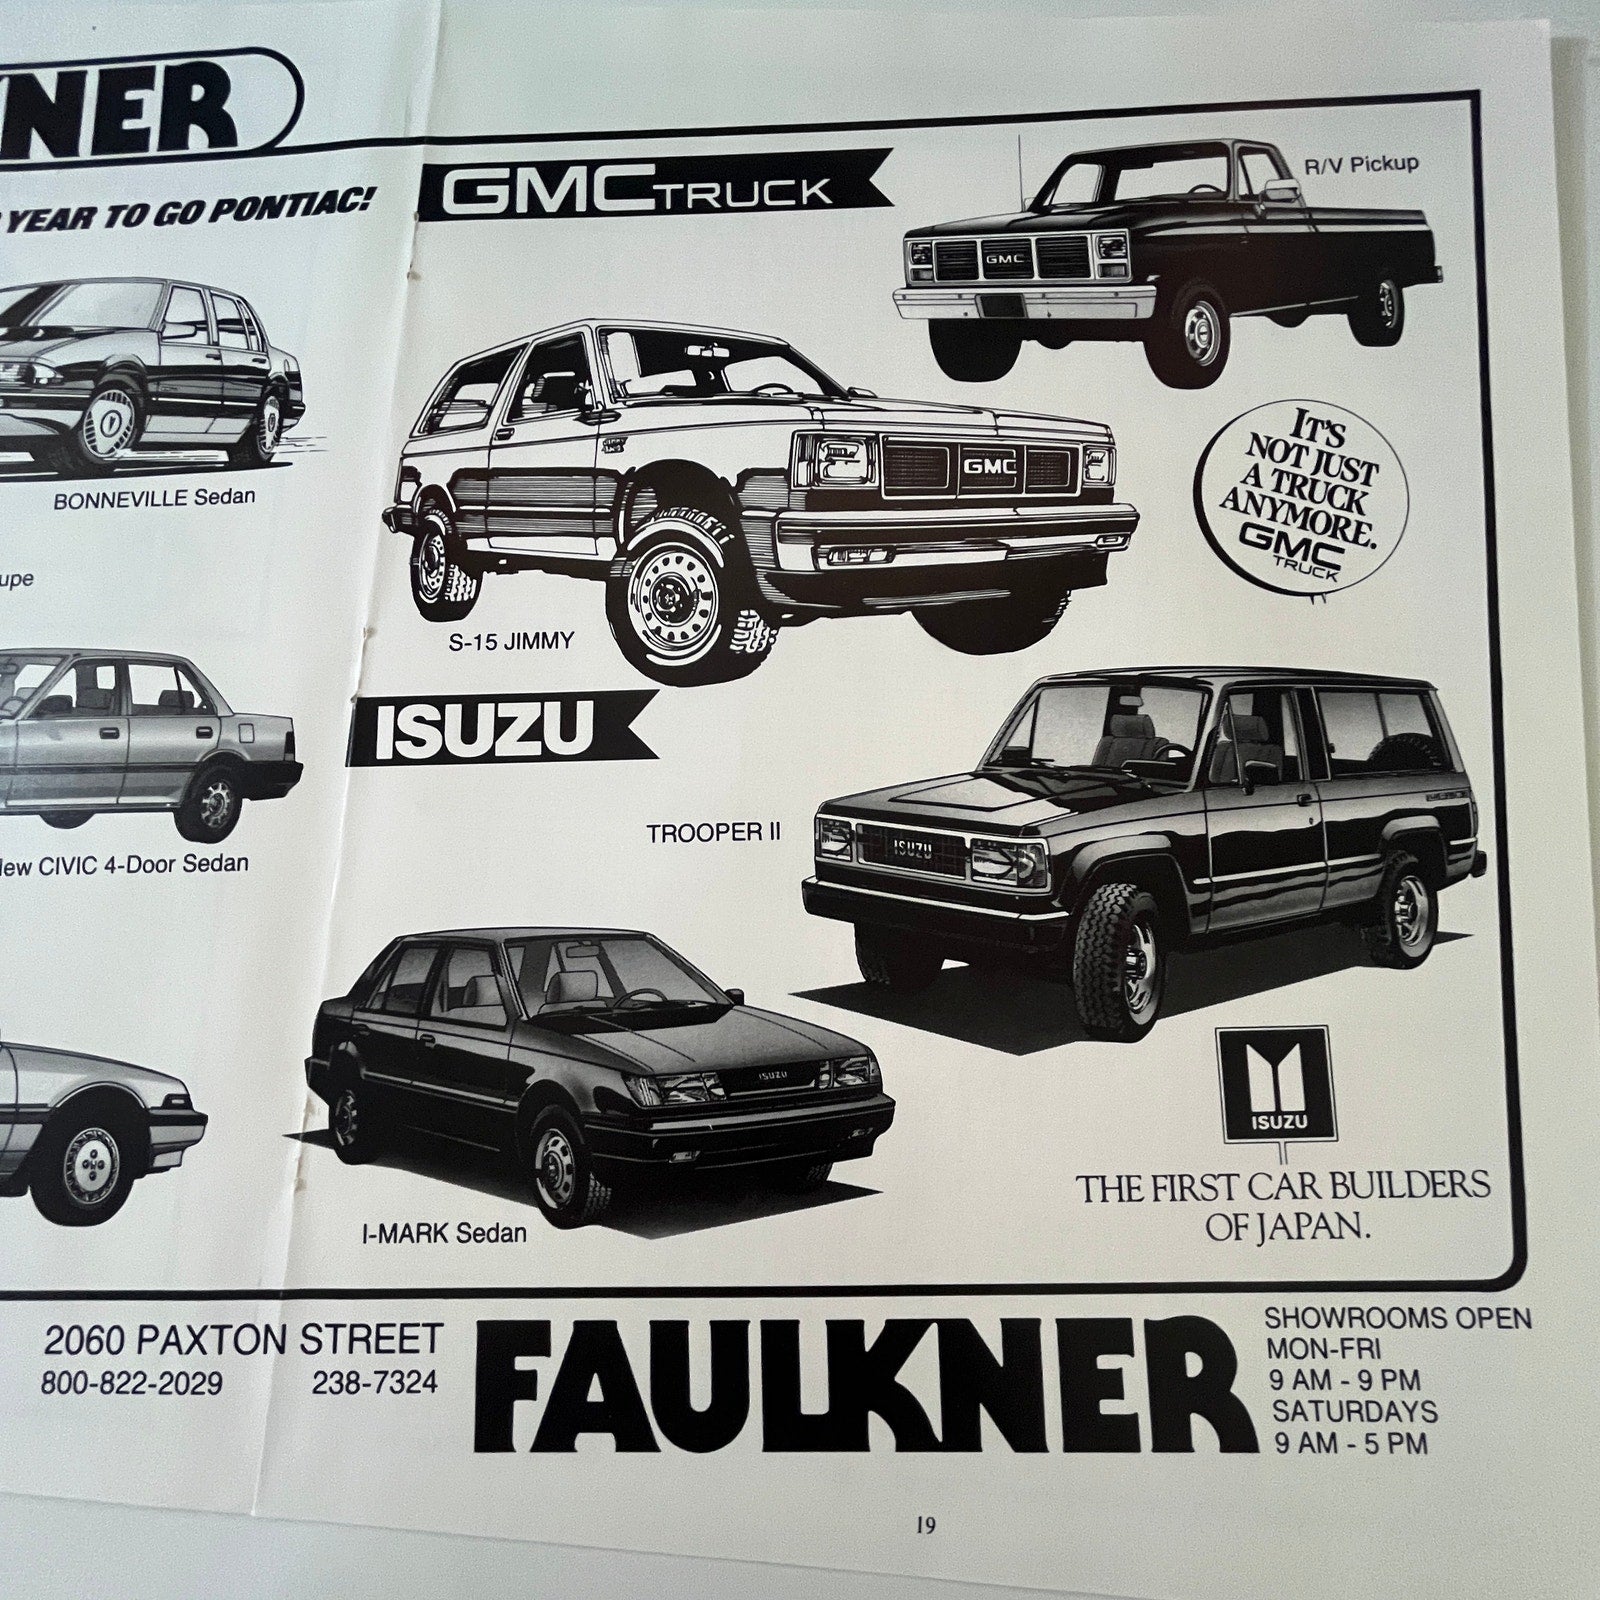 YEAR TO GO PONTIAC!
BONNEVILLE Sedan
CIVIC 4-Door Sedan
GMC TRUCK
R/V Pickup
GMC
GMC
S-15 JIMMY
IT'S
NOT JUST
A TRUCK
ANYMORE.
GMC
TRUCK
ISUZU
TROOPER II
ISUZU
ISUZU
I-MARK Sedan
ISUZU
THE FIRST CAR BUILDERS
OF JAPAN.
2060 PAXTON STREET
800-822-2029 238-7324
FAULKNER
SHOWROOMS OPEN
MON-FRI
9 AM - 9 PM
SATURDAYS
9 AM - 5 PM
19